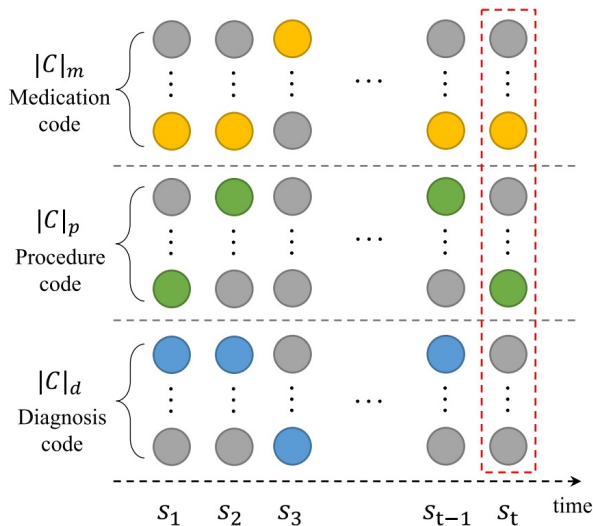 |C|ₘ
Medication
code
...
|C|ₚ
Procedure
code
...
|C|d
Diagnosis
code
...
s₁ s₂ s₃ sₜ₋₁ sₜ time